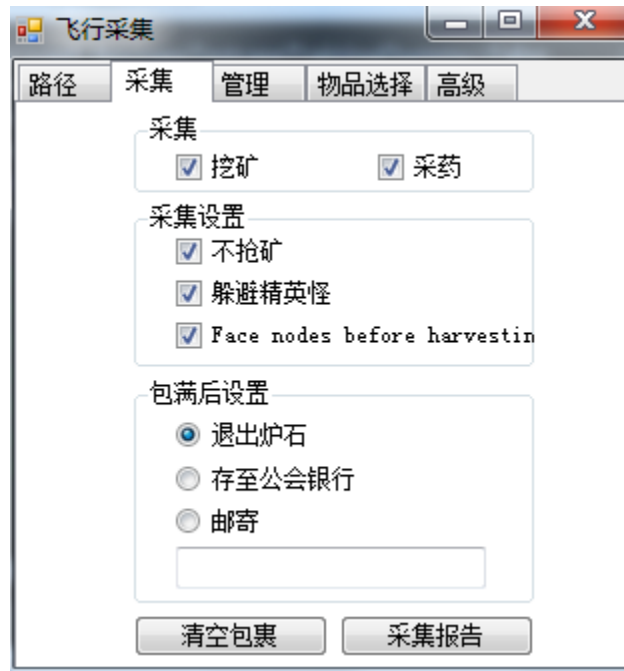 飞行采集
路径 采集 管理 物品选择 高级
采集
挖矿 采药
采集设置
不抢矿
躲避精英怪
Face nodes before harvestin
包满后设置
退出炉石
存至公会银行
邮寄
清空包裹 采集报告